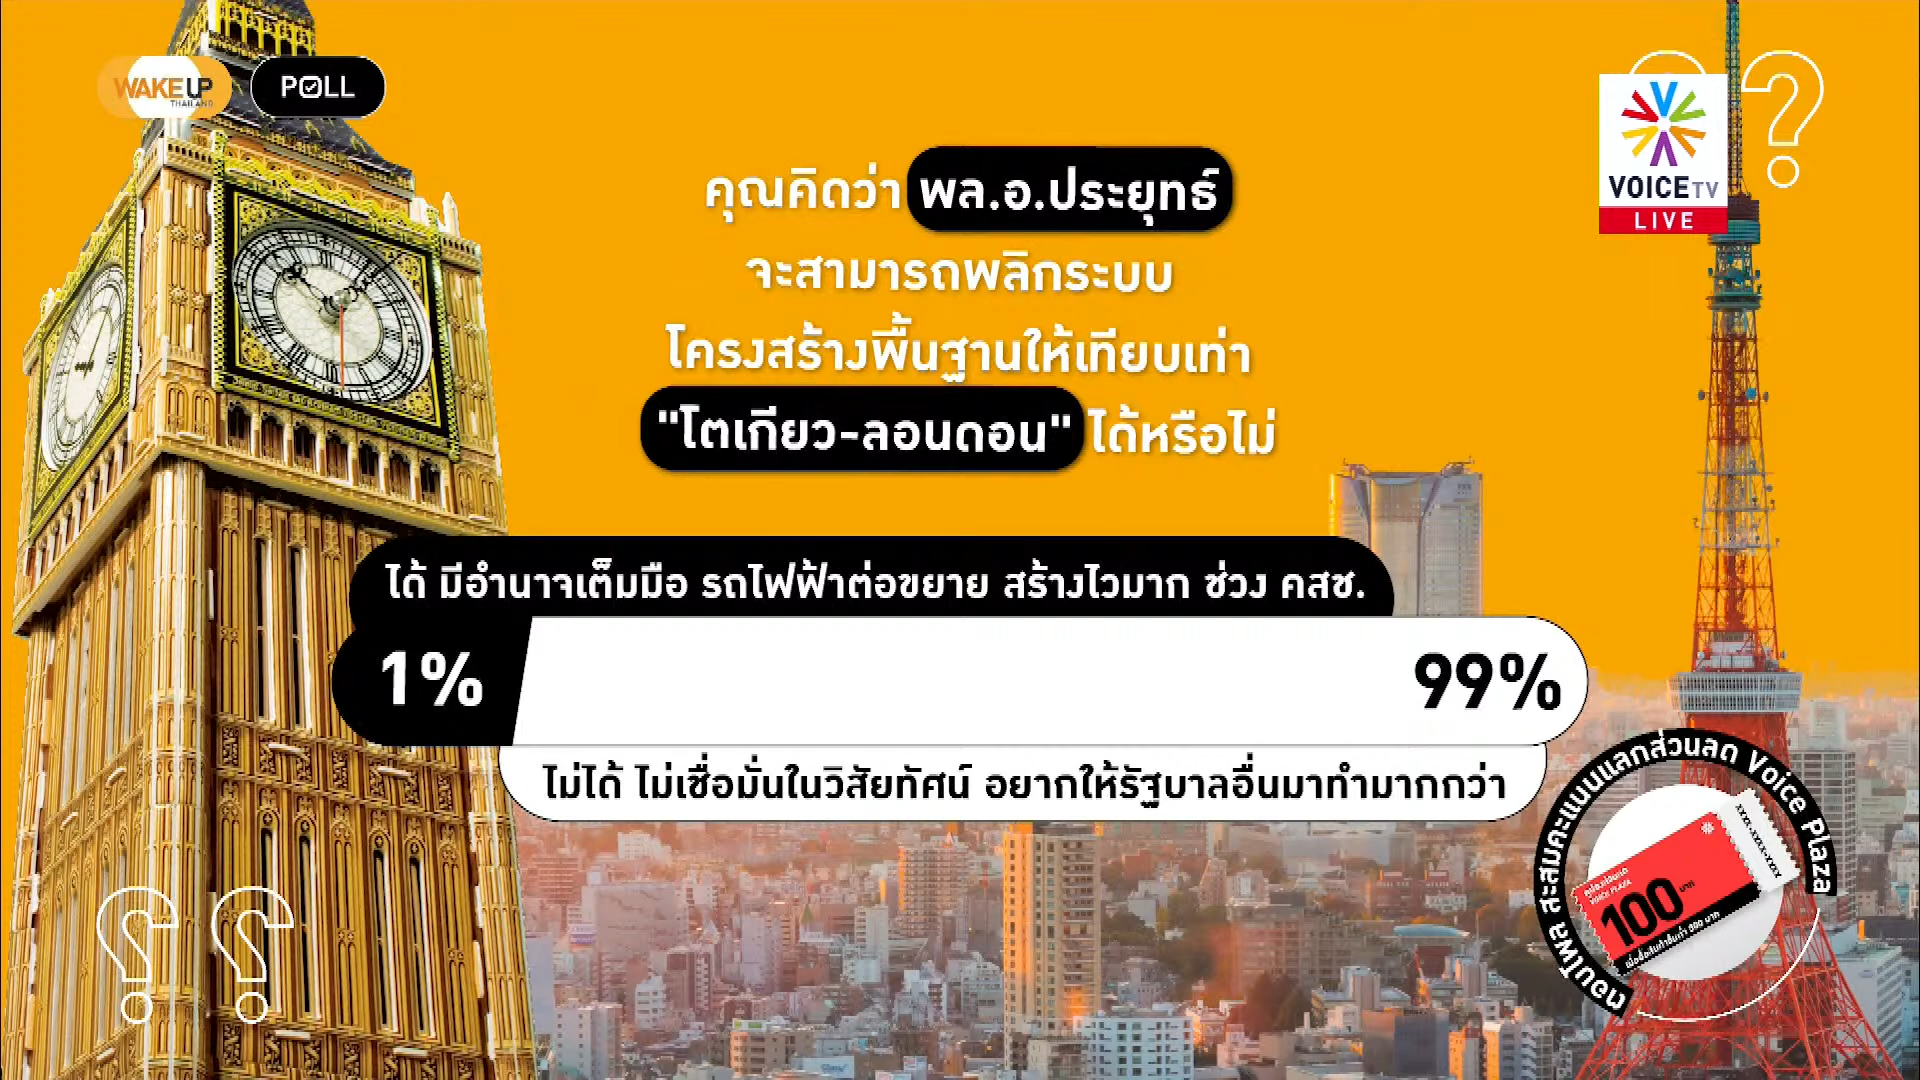 WAKE UP
THAILAND
POLL
VOICE TV
LIVE
คุณคิดว่า พล.อ.ประยุทธ์
จะสามารถพลิกระบบ
โครงสร้างพื้นฐานให้เทียบเท่า
"โตเกียว-ลอนดอน" ได้หรือไม่
ได้ มีอำนาจเต็มมือ รถไฟฟ้าต่อขยาย สร้างไวมาก ช่วง คสช.
1%
99%
ไม่ได้ ไม่เชื่อมั่นในวิสัยทัศน์ อยากให้รัฐบาลอื่นมาทำมากกว่า
ตอบโพล สะสมคะแนนแลกส่วนลด Voice Plaza
VOICE PLAZA
100 บาท
XXXX-XXXX-XXXX